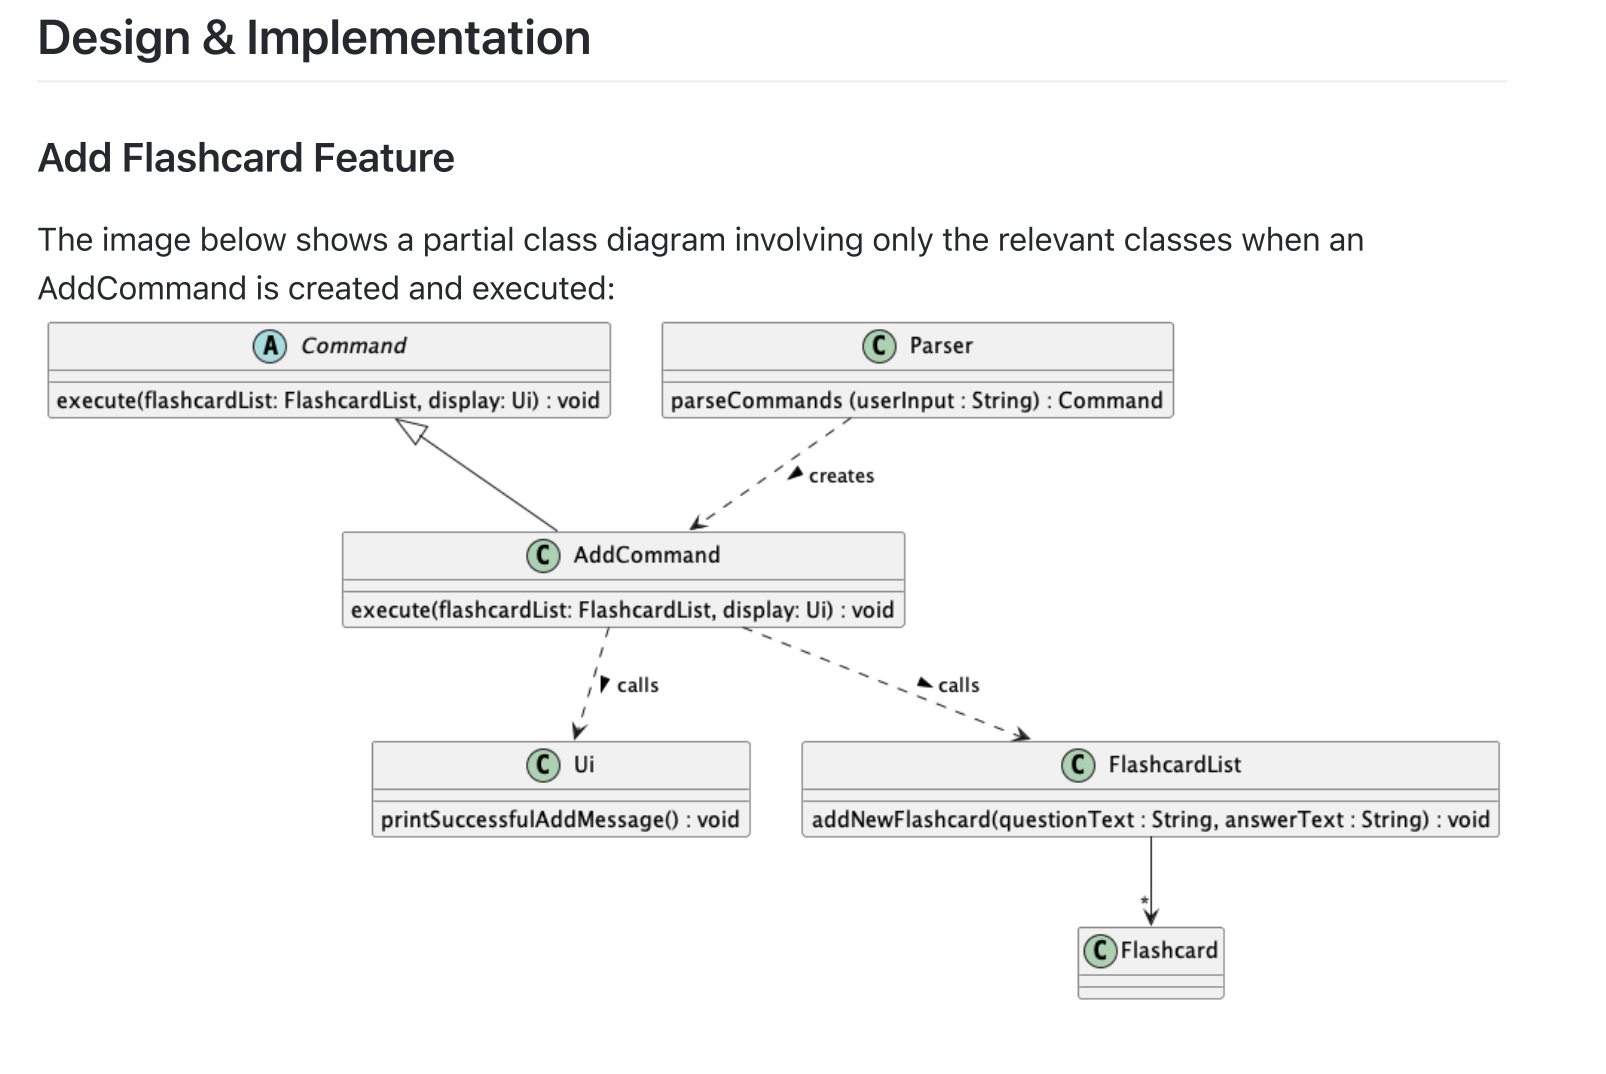 Design & Implementation
Add Flashcard Feature
The image below shows a partial class diagram involving only the relevant classes when an
AddCommand is created and executed:
A Command
execute(flashcardList: FlashcardList, display: Ui) : void
C Parser
parseCommands (userInput : String) : Command
creates
C AddCommand
execute(flashcardList: FlashcardList, display: Ui) : void
calls
calls
C Ui
printSuccessfulAddMessage() : void
C FlashcardList
addNewFlashcard(questionText : String, answerText : String) : void
*
C Flashcard